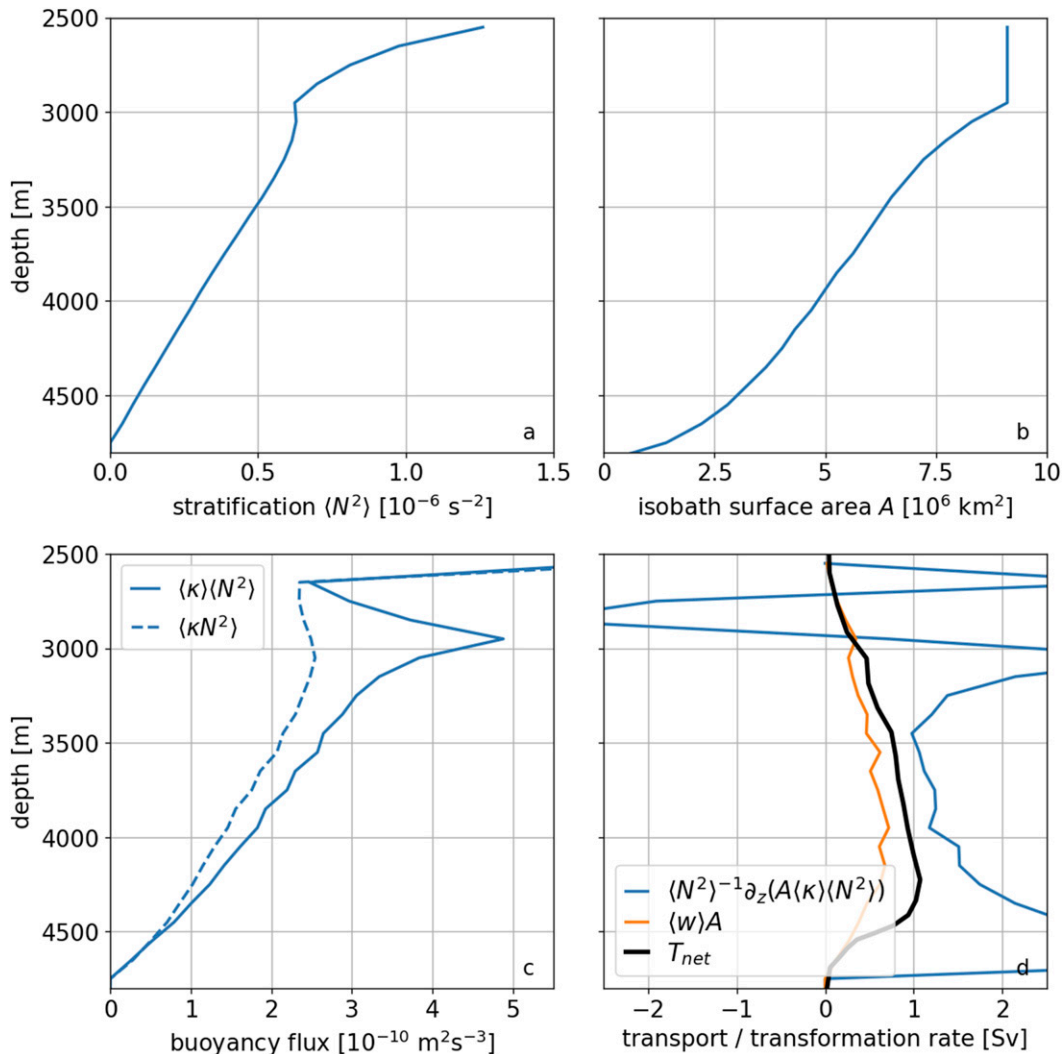 2500
3000
3500
4000
4500
depth [m]
0.0 0.5 1.0 1.5
stratification ⟨N²⟩ [10⁻⁶ s⁻²]
a
0 2.5 5 7.5 10
isobath surface area A [10⁶ km²]
b
2500
3000
3500
4000
4500
depth [m]
⟨κ⟩⟨N²⟩
⟨κN²⟩
0 1 2 3 4 5
buoyancy flux [10⁻¹⁰ m²s⁻³]
c
⟨N²⟩⁻¹∂z(A⟨κ⟩⟨N²⟩)
⟨w⟩A
Tnet
−2 −1 0 1 2
transport / transformation rate [Sv]
d